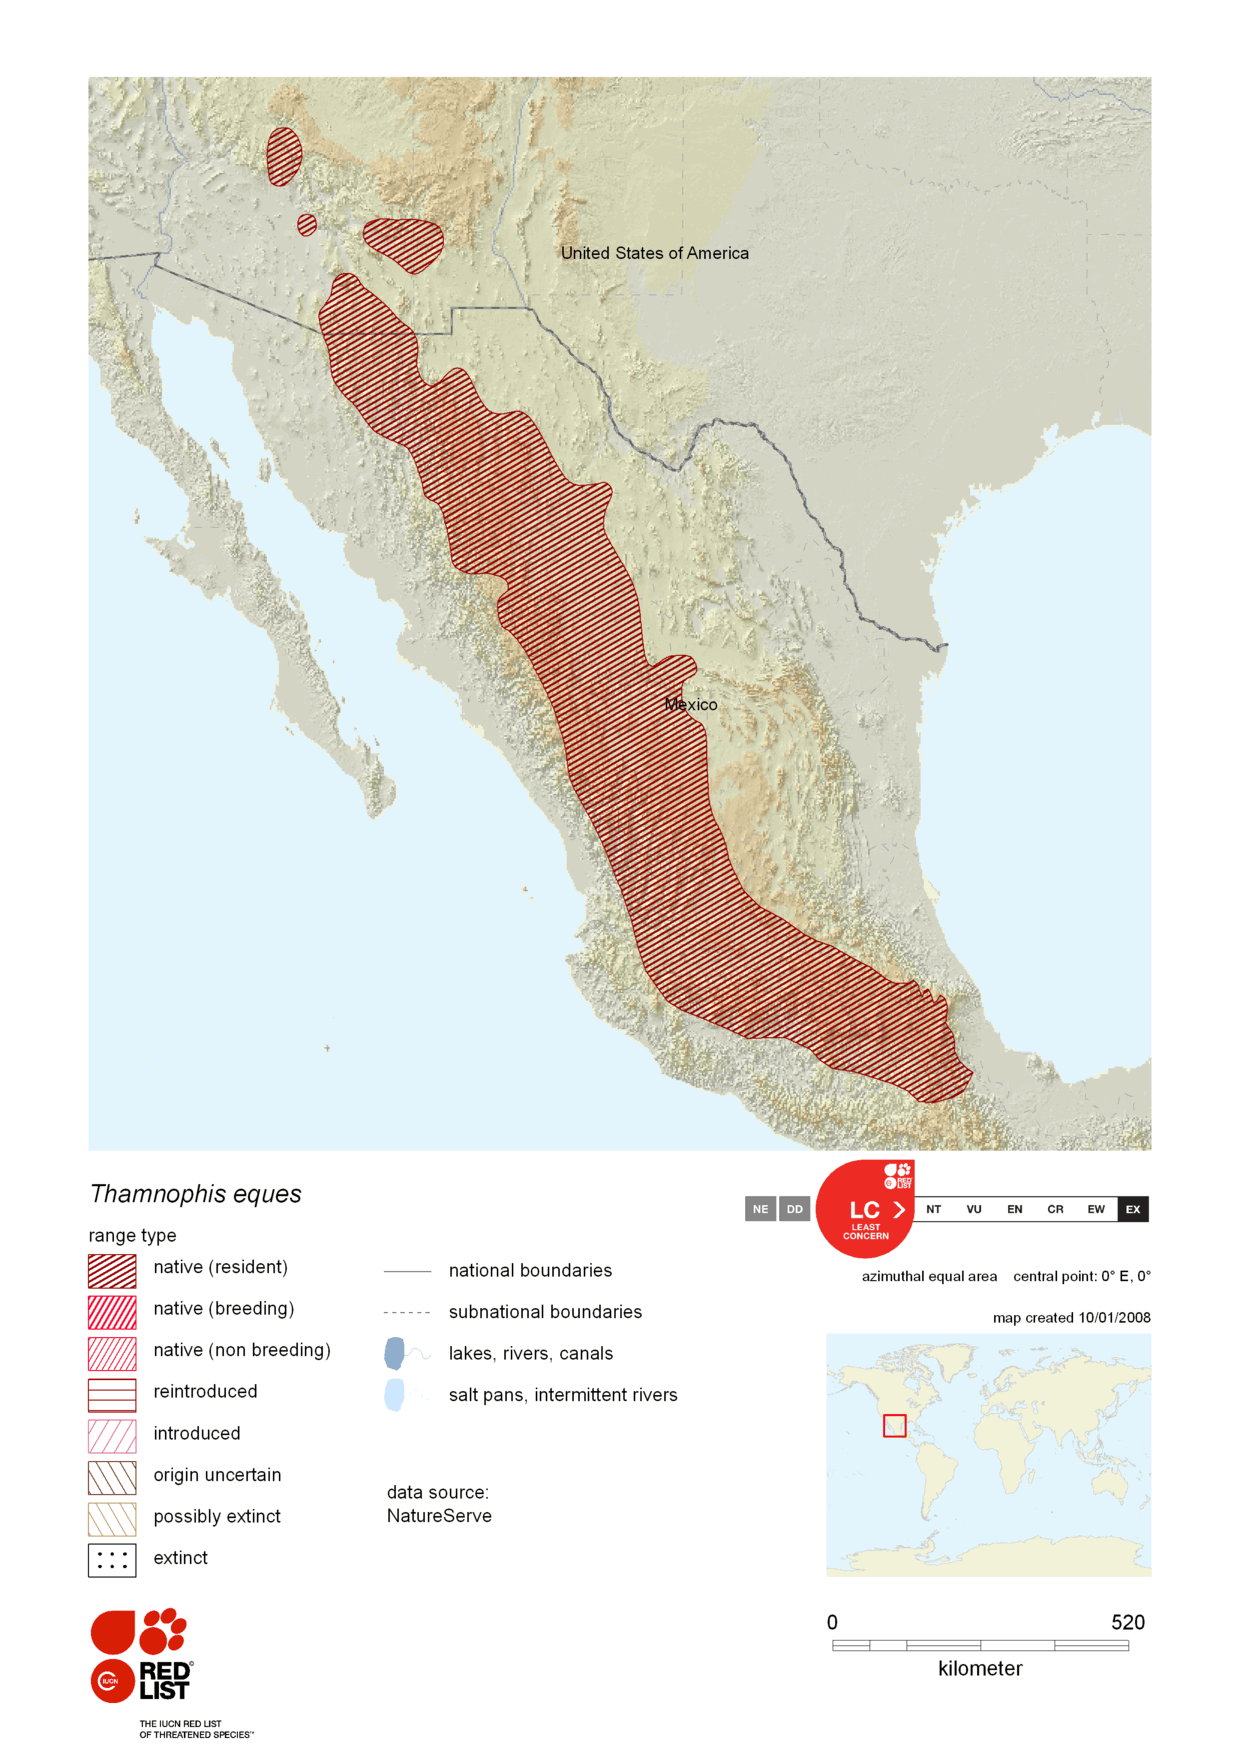 United States of America
Mexico
Thamnophis eques
range type
native (resident)
native (breeding)
native (non breeding)
reintroduced
introduced
origin uncertain
possibly extinct
extinct
national boundaries
subnational boundaries
lakes, rivers, canals
salt pans, intermittent rivers
data source:
NatureServe
NE DD LC NT VU EN CR EW EX
LEAST
CONCERN
RED
LIST
azimuthal equal area central point: 0° E, 0°
map created 10/01/2008
0 520
kilometer
IUCN
RED©
LIST
THE IUCN RED LIST
OF THREATENED SPECIES™